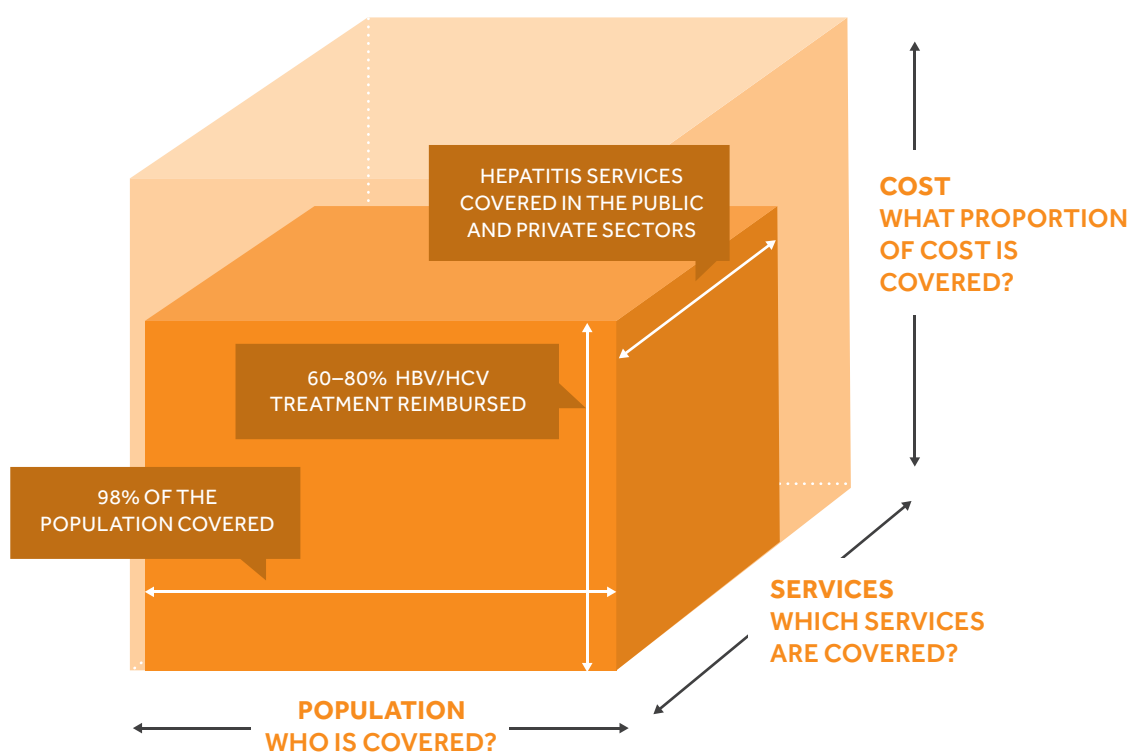 HEPATITIS SERVICES
COVERED IN THE PUBLIC
AND PRIVATE SECTORS
COST
WHAT PROPORTION
OF COST IS
COVERED?
60–80% HBV/HCV
TREATMENT REIMBURSED
98% OF THE
POPULATION COVERED
SERVICES
WHICH SERVICES
ARE COVERED?
POPULATION
WHO IS COVERED?